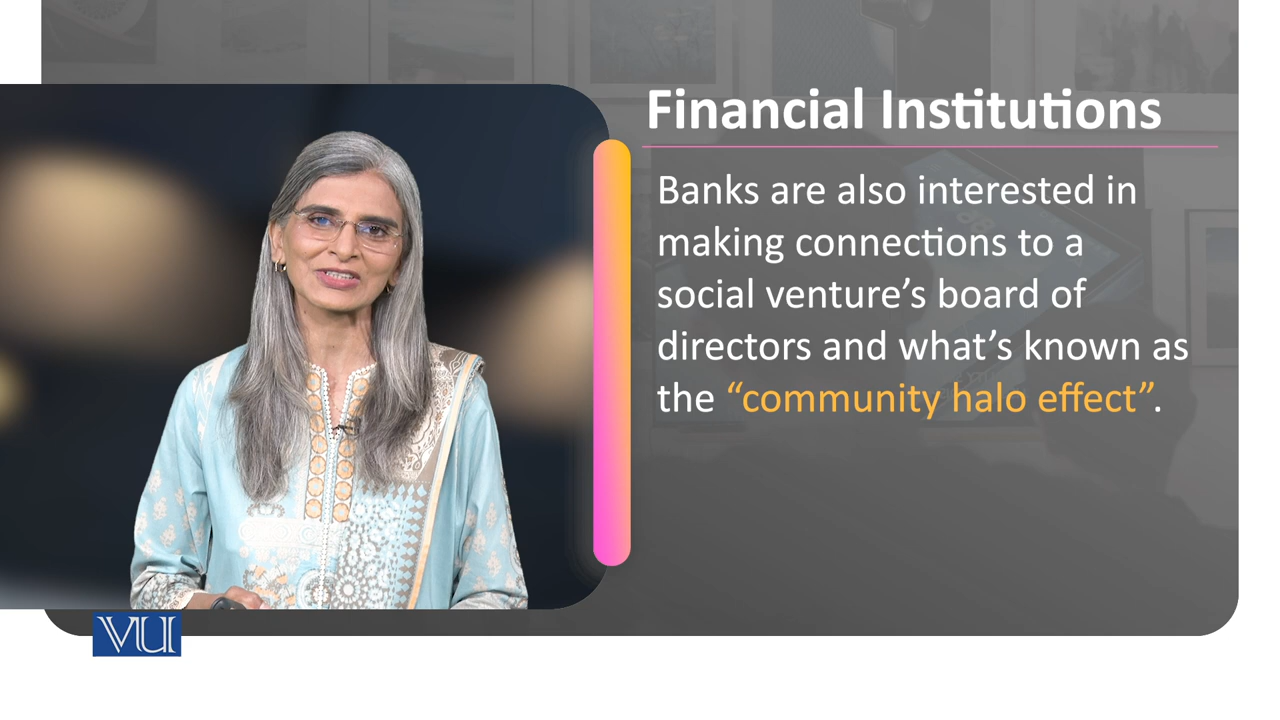 Financial Institutions
Banks are also interested in
making connections to a
social venture’s board of
directors and what’s known as
the “community halo effect”.
VU